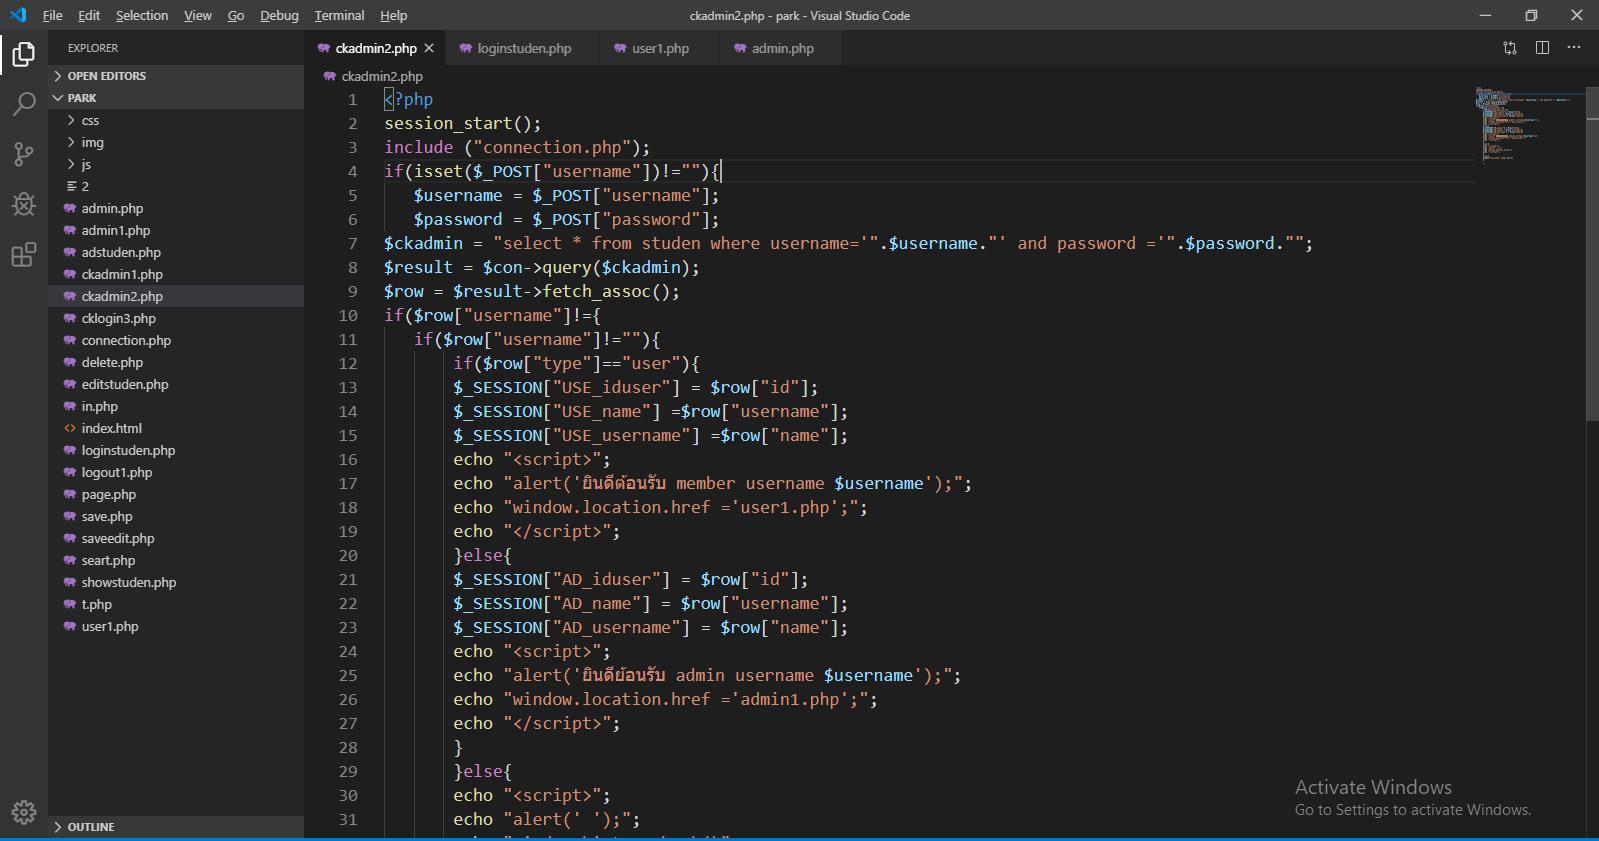 File Edit Selection View Go Debug Terminal Help
ckadmin2.php - park - Visual Studio Code
EXPLORER
OPEN EDITORS
PARK
css
img
js
2
admin.php
admin1.php
adstuden.php
ckadmin1.php
ckadmin2.php
cklogin3.php
connection.php
delete.php
editstuden.php
in.php
index.html
loginstuden.php
logout1.php
page.php
save.php
saveedit.php
seart.php
showstuden.php
t.php
user1.php
OUTLINE
ckadmin2.php loginstuden.php user1.php admin.php
ckadmin2.php
1 <?php
2 session_start();
3 include ("connection.php");
4 if(isset($_POST["username"])!=""){
5 $username = $_POST["username"];
6 $password = $_POST["password"];
7 $ckadmin = "select * from studen where username='".$username."' and password ='".$password."";
8 $result = $con->query($ckadmin);
9 $row = $result->fetch_assoc();
10 if($row["username"]!={
11 if($row["username"]!=""){
12 if($row["type"]=="user"){
13 $_SESSION["USE_iduser"] = $row["id"];
14 $_SESSION["USE_name"] =$row["username"];
15 $_SESSION["USE_username"] =$row["name"];
16 echo "<script>";
17 echo "alert('ยินดีต้อนรับ member username $username');";
18 echo "window.location.href ='user1.php';";
19 echo "</script>";
20 }else{
21 $_SESSION["AD_iduser"] = $row["id"];
22 $_SESSION["AD_name"] = $row["username"];
23 $_SESSION["AD_username"] = $row["name"];
24 echo "<script>";
25 echo "alert('ยินดีย้อนรับ admin username $username');";
26 echo "window.location.href ='admin1.php';";
27 echo "</script>";
28 }
29 }else{
30 echo "<script>";
31 echo "alert(' ');";
Activate Windows
Go to Settings to activate Windows.